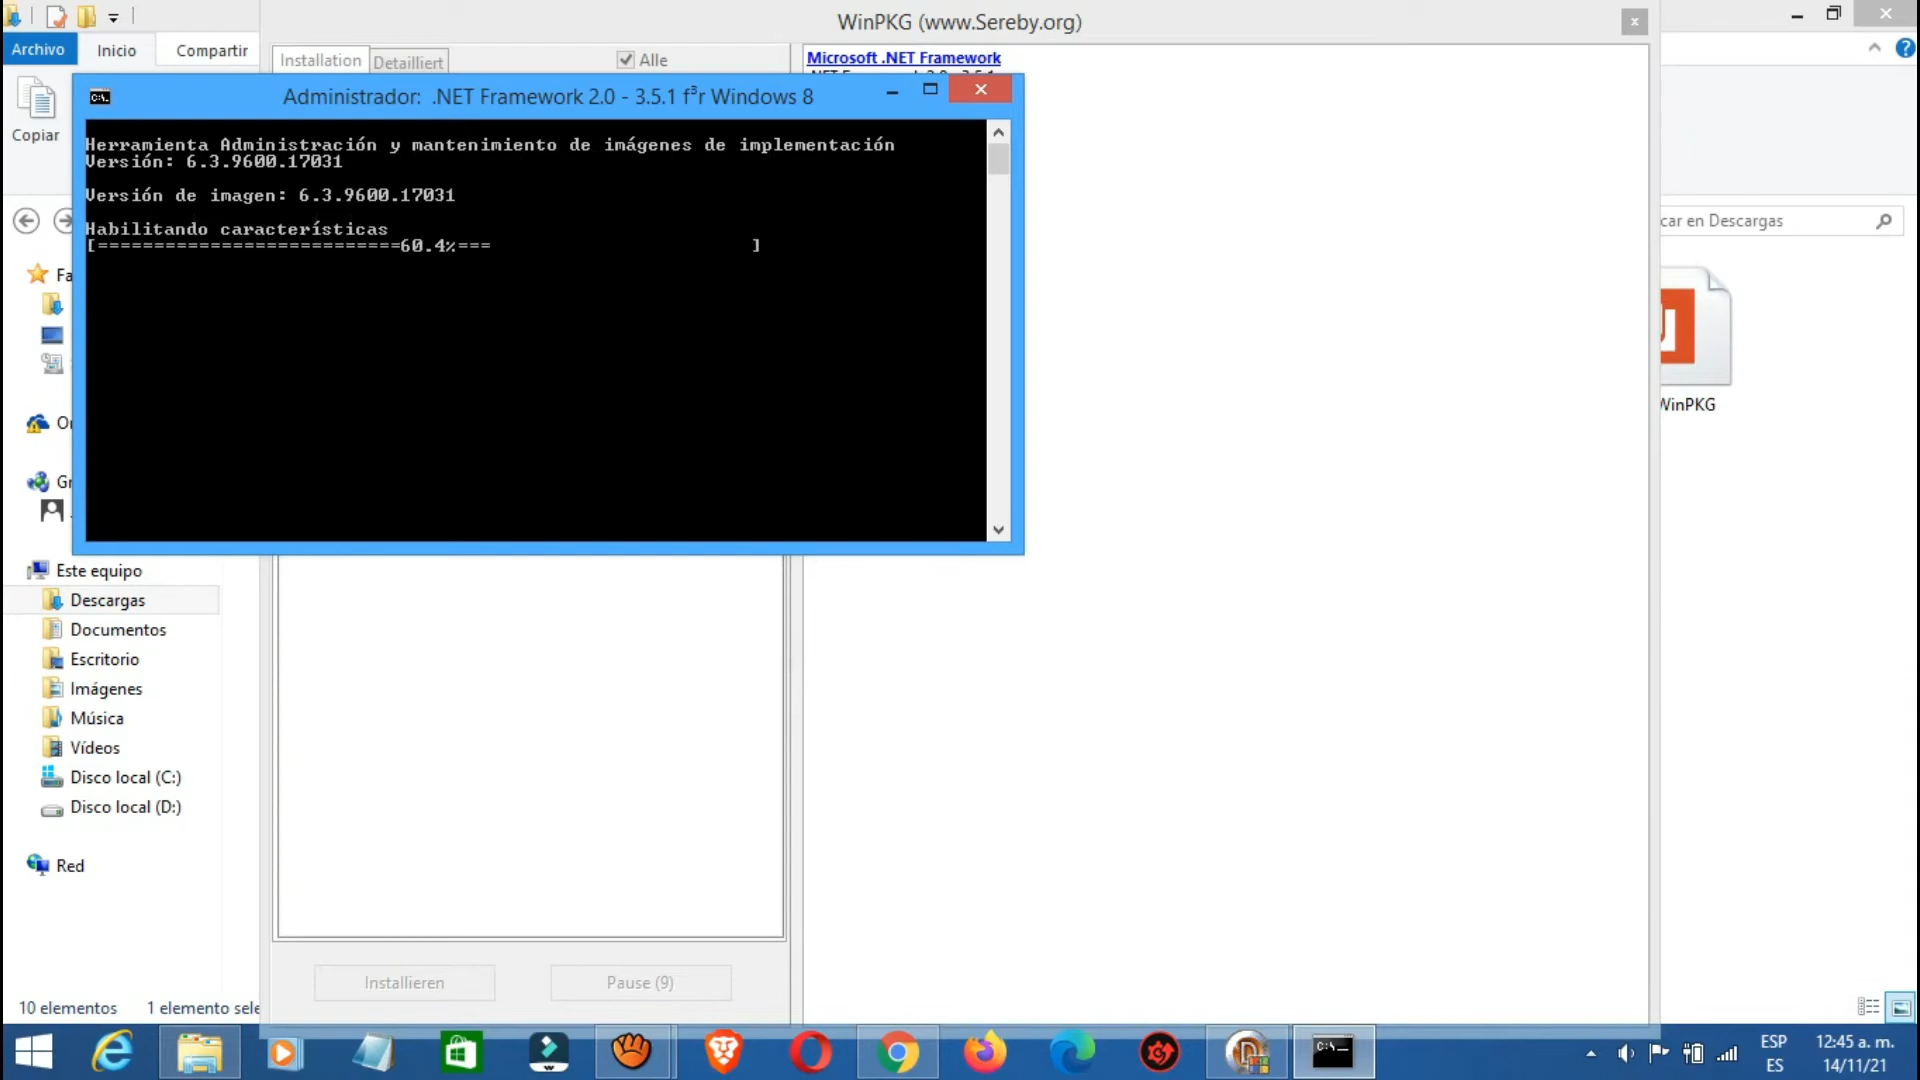 WinPKG (www.Sereby.org)
Archivo
Inicio
Compartir
Installation
Detailliert
Alle
Microsoft .NET Framework
Administrador: .NET Framework 2.0 - 3.5.1 f³r Windows 8
Copiar
Herramienta Administración y mantenimiento de imágenes de implementación
Versión: 6.3.9600.17031
Versión de imagen: 6.3.9600.17031
Habilitando características
[===========================60.4%=== ]
car en Descargas
Fa
WinPKG
On
Gr
Este equipo
Descargas
Documentos
Escritorio
Imágenes
Música
Vídeos
Disco local (C:)
Disco local (D:)
Red
Installieren
Pause (9)
10 elementos
1 elemento sele
ESP
ES
12:45 a. m.
14/11/21